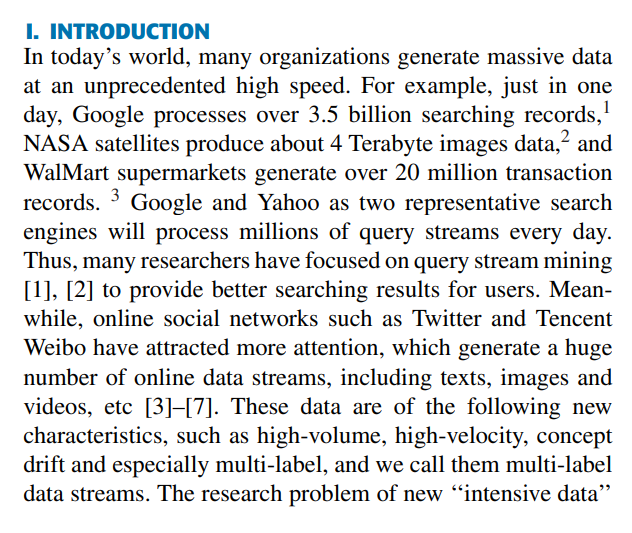 I. INTRODUCTION
In today’s world, many organizations generate massive data
at an unprecedented high speed. For example, just in one
day, Google processes over 3.5 billion searching records,1
NASA satellites produce about 4 Terabyte images data,2 and
WalMart supermarkets generate over 20 million transaction
records. 3 Google and Yahoo as two representative search
engines will process millions of query streams every day.
Thus, many researchers have focused on query stream mining
[1], [2] to provide better searching results for users. Mean-
while, online social networks such as Twitter and Tencent
Weibo have attracted more attention, which generate a huge
number of online data streams, including texts, images and
videos, etc [3]–[7]. These data are of the following new
characteristics, such as high-volume, high-velocity, concept
drift and especially multi-label, and we call them multi-label
data streams. The research problem of new ‘‘intensive data’’